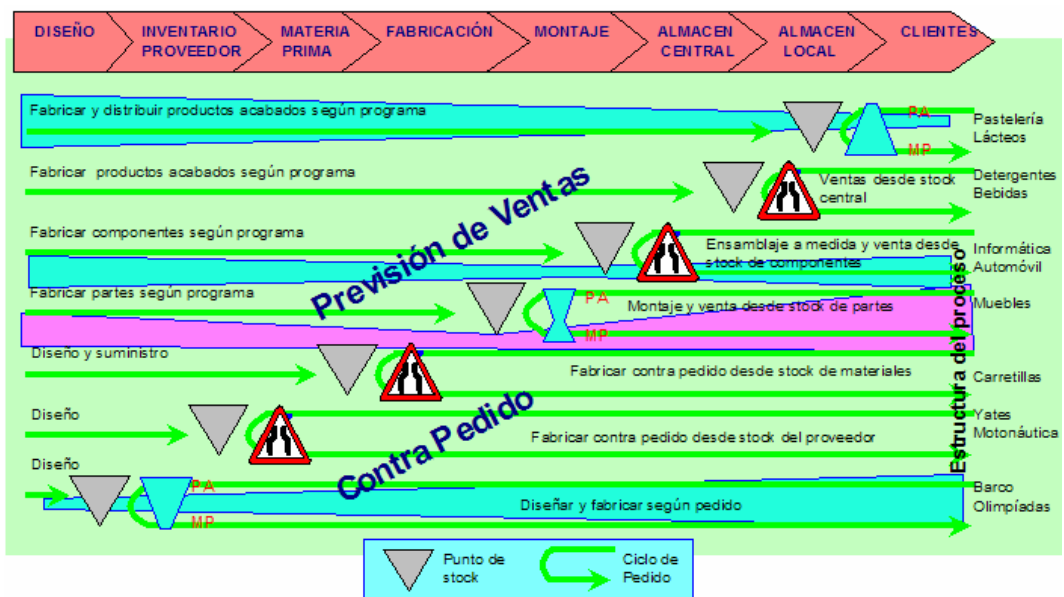 DISEÑO
INVENTARIO
PROVEEDOR
MATERIA
PRIMA
FABRICACIÓN
MONTAJE
ALMACEN
CENTRAL
ALMACEN
LOCAL
CLIENTES
Fabricar y distribuir productos acabados según programa
PA
MP
Pastelería
Lácteos
Fabricar productos acabados según programa
Ventas desde stock
central
Detergentes
Bebidas
Previsión de Ventas
Fabricar componentes según programa
Ensamblaje a medida y venta desde
stock de componentes
Informática
Automóvil
Fabricar partes según programa
PA
MP
Montaje y venta desde stock de partes
Muebles
Estructura del proceso
Diseño y suministro
Fabricar contra pedido desde stock de materiales
Carretillas
Contra Pedido
Diseño
Fabricar contra pedido desde stock del proveedor
Yates
Motonáutica
Diseño
PA
MP
Diseñar y fabricar según pedido
Barco
Olimpíadas
Punto de
stock
Ciclo de
Pedido